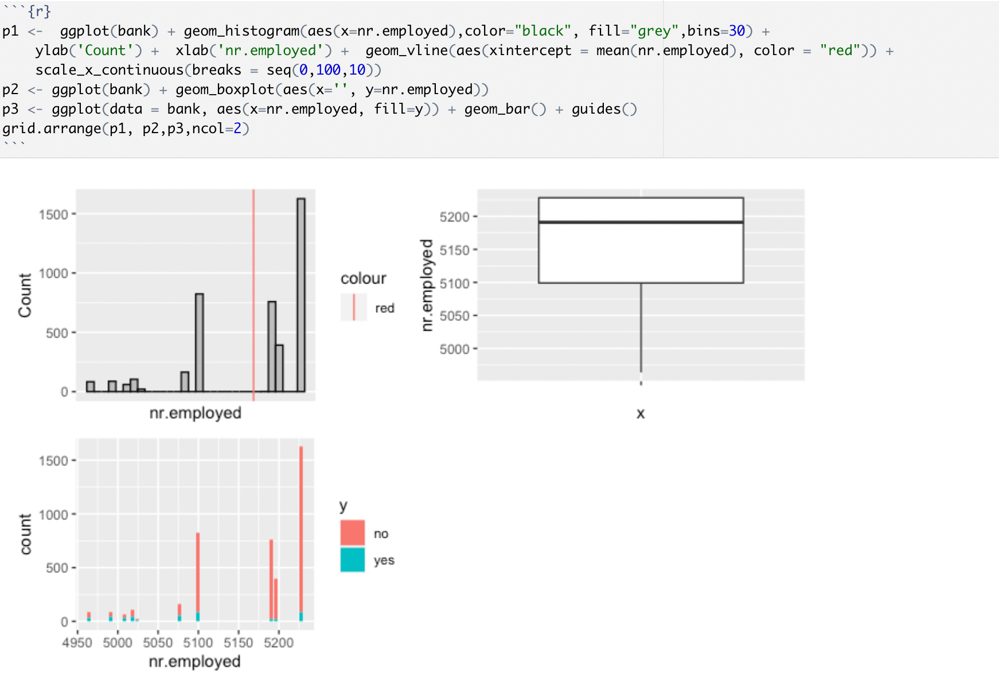 ```{r}
p1 <-  ggplot(bank) + geom_histogram(aes(x=nr.employed),color="black", fill="grey",bins=30) +
    ylab('Count') +  xlab('nr.employed') +  geom_vline(aes(xintercept = mean(nr.employed), color = "red")) +
    scale_x_continuous(breaks = seq(0,100,10))
p2 <- ggplot(bank) + geom_boxplot(aes(x='', y=nr.employed))
p3 <- ggplot(data = bank, aes(x=nr.employed, fill=y)) + geom_bar() + guides()
grid.arrange(p1, p2,p3,ncol=2)
```
1500
1000
500
0
Count
nr.employed
colour
red
5200
5150
5100
5050
5000
nr.employed
x
1500
1000
500
0
count
4950 5000 5050 5100 5150 5200
nr.employed
y
no
yes